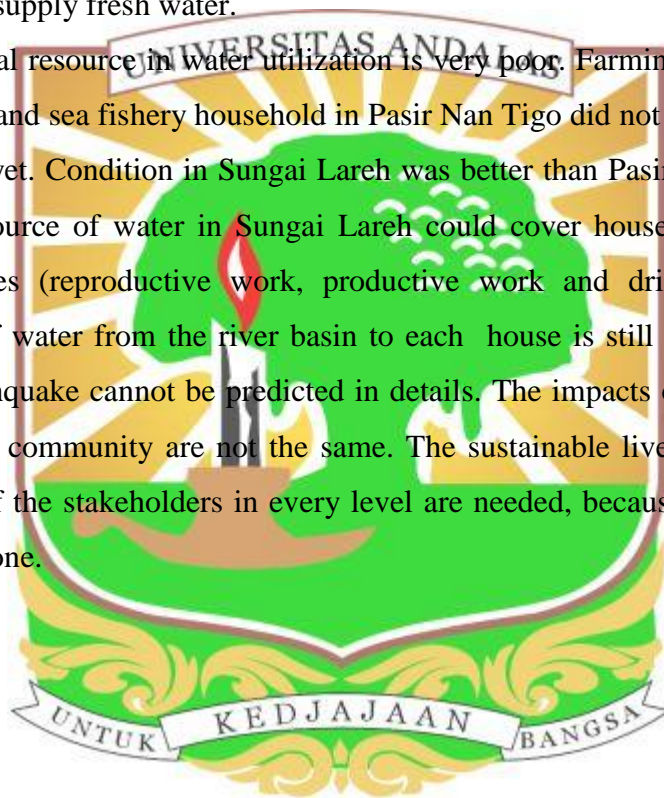 supply fresh water.
UNIVERSITAS ANDALAS
al resource in water utilization is very poor. Farmin
and sea fishery household in Pasir Nan Tigo did not
yet. Condition in Sungai Lareh was better than Pasir
ource of water in Sungai Lareh could cover house
es (reproductive work, productive work and dri
f water from the river basin to each house is still
nquake cannot be predicted in details. The impacts
community are not the same. The sustainable live
f the stakeholders in every level are needed, becaus
one.
UNTUK KEDJAJAAN BANGSA